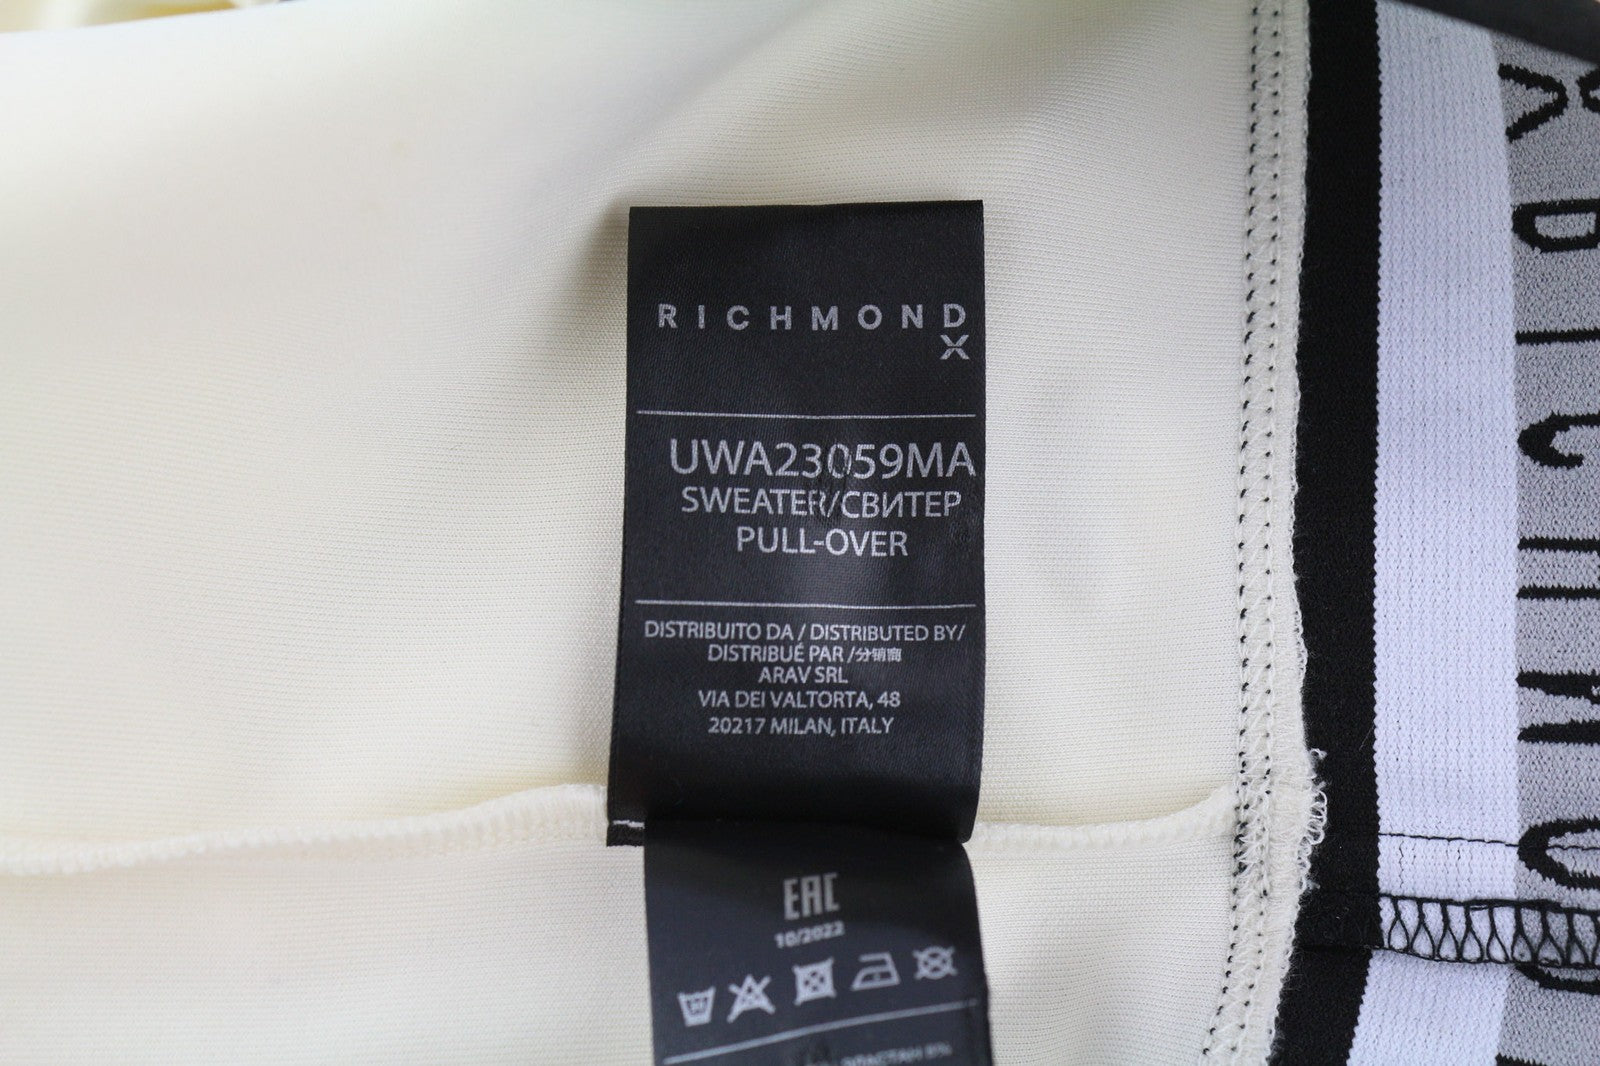 RICHMOND
X
UWA23059MA
SWEATER/СВИТЕР
PULL-OVER
DISTRIBUITO DA / DISTRIBUTED BY/
DISTRIBUÉ PAR /分销商
ARAV SRL
VIA DEI VALTORTA, 48
20217 MILAN, ITALY
EAC
10/2022